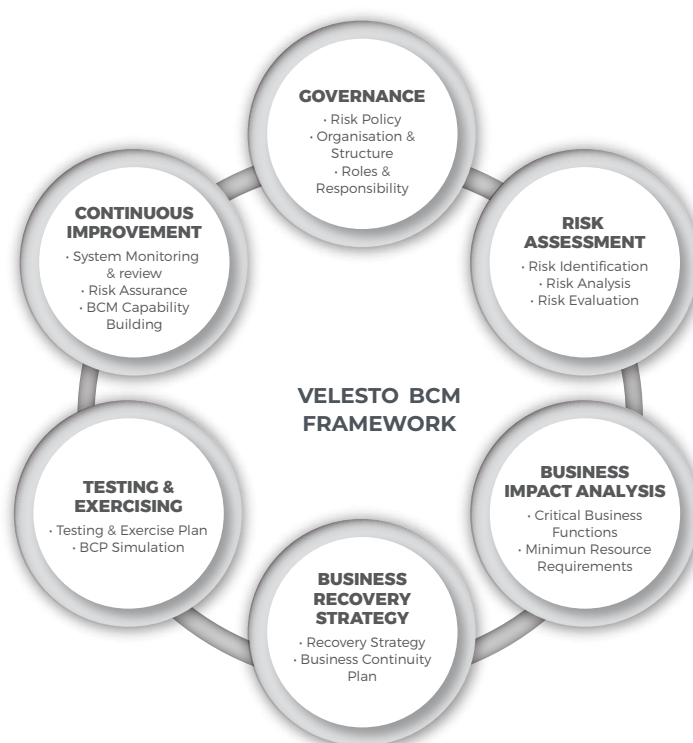 GOVERNANCE
· Risk Policy
· Organisation &
Structure
· Roles &
Responsibility
RISK
ASSESSMENT
· Risk Identification
· Risk Analysis
· Risk Evaluation
BUSINESS
IMPACT ANALYSIS
· Critical Business
Functions
· Minimun Resource
Requirements
BUSINESS
RECOVERY
STRATEGY
· Recovery Strategy
· Business Continuity
Plan
TESTING &
EXERCISING
· Testing & Exercise Plan
· BCP Simulation
CONTINUOUS
IMPROVEMENT
· System Monitoring
& review
· Risk Assurance
· BCM Capability
Building
VELESTO BCM
FRAMEWORK